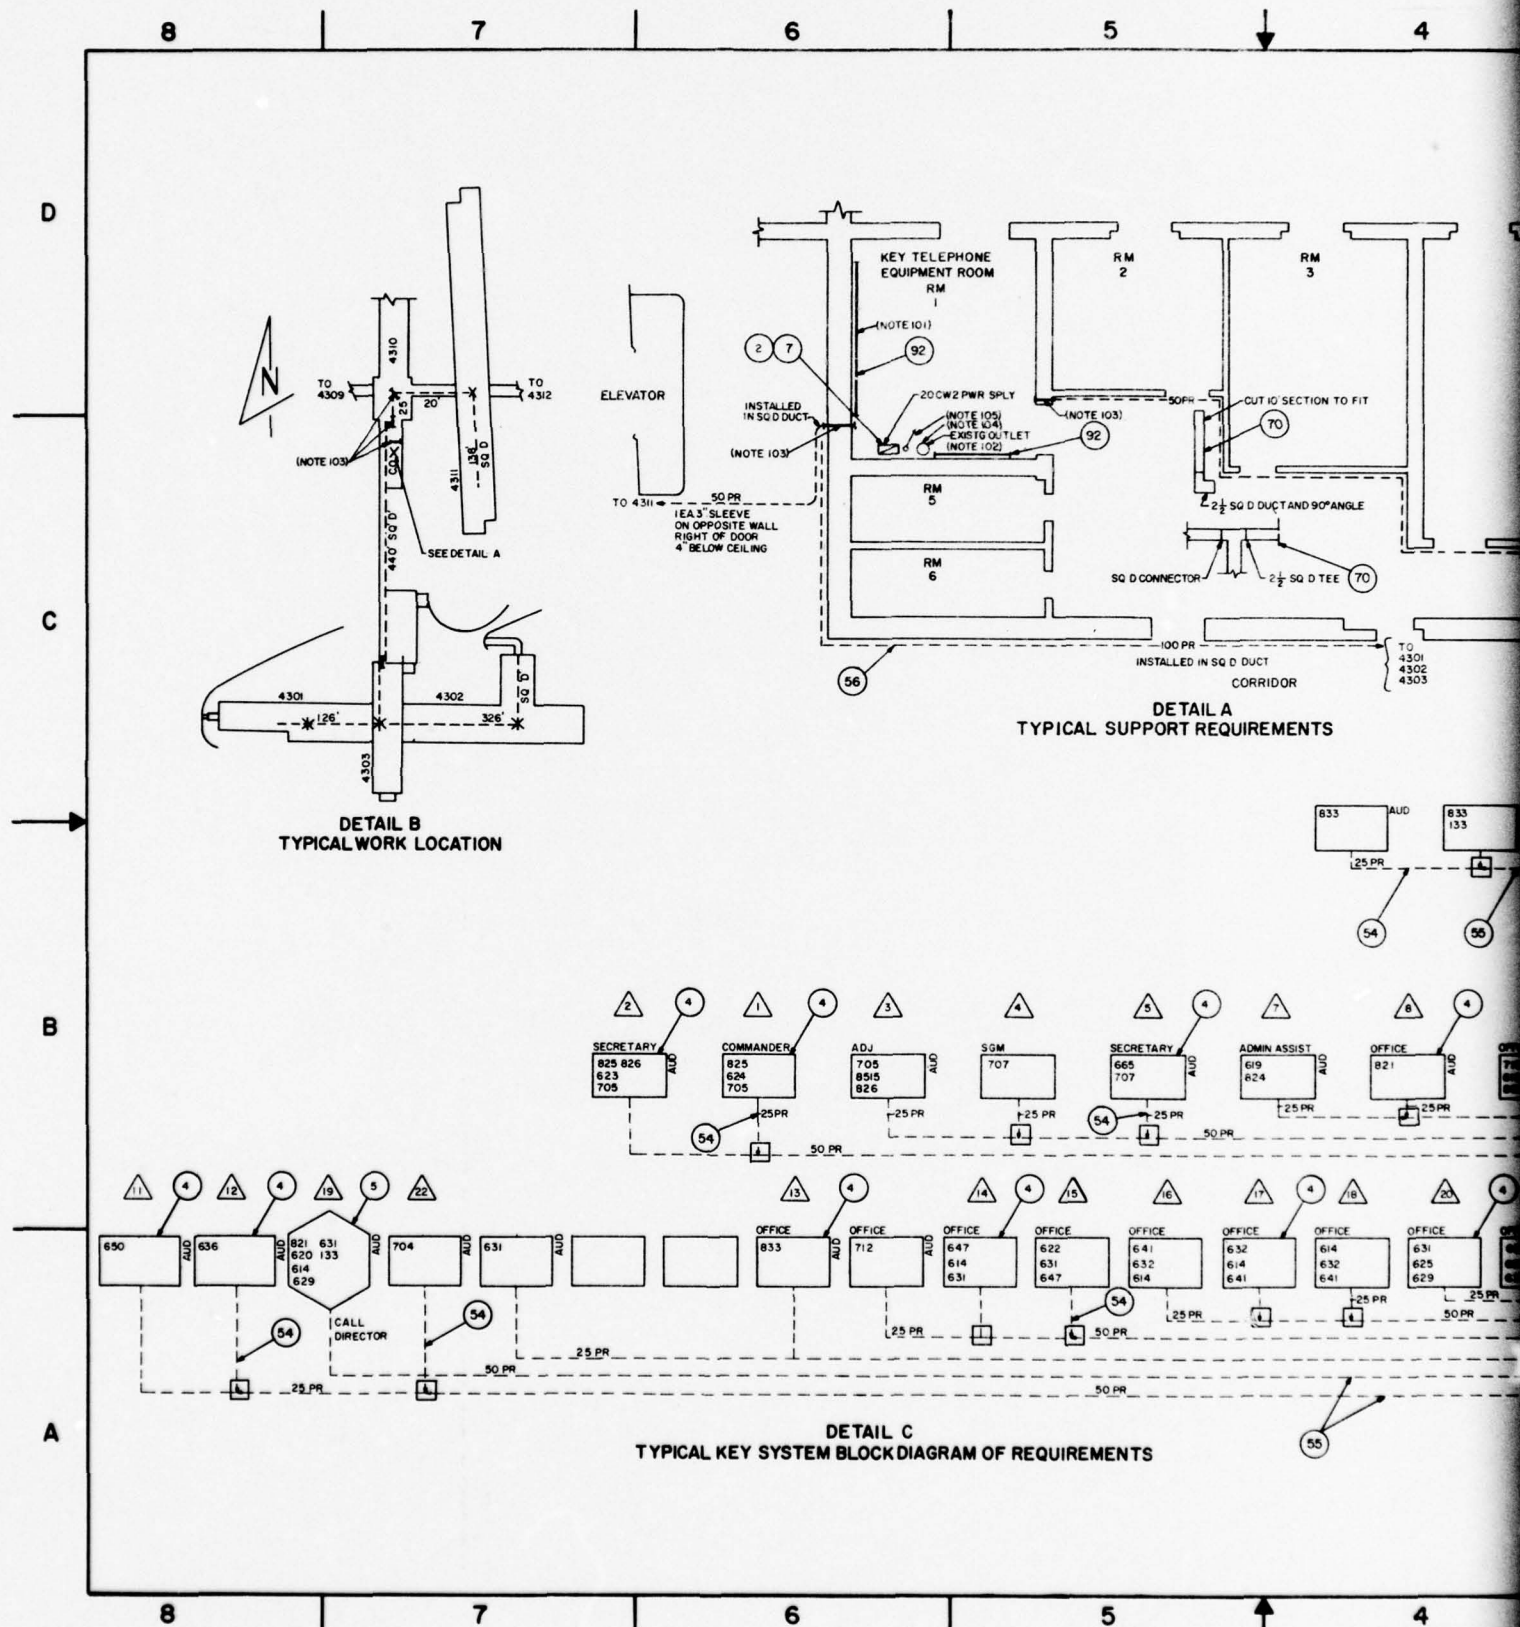 8 7 6 5 4
D
C
B
A
4310
TO
4309
TO
4312
25'
20'
(NOTE 103)
4311
138'
SQ D
440' SQ D
SEE DETAIL A
4301
4302
126'
326'
SQ D
4303
N
DETAIL B
TYPICAL WORK LOCATION
ELEVATOR
KEY TELEPHONE
EQUIPMENT ROOM
RM
1
RM
2
RM
3
(NOTE 101)
2 7
92
20CW2 PWR SPLY
INSTALLED
IN SQ D DUCT
(NOTE 105)
(NOTE 104)
EXISTG OUTLET
(NOTE 102)
92
(NOTE 103)
(NOTE 103)
50PR
CUT 10' SECTION TO FIT
70
TO 4311
50 PR
1 EA 3" SLEEVE
ON OPPOSITE WALL
RIGHT OF DOOR
4" BELOW CEILING
RM
5
RM
6
2½ SQ D DUCT AND 90° ANGLE
SQ D CONNECTOR
2½ SQ D TEE
70
56
100 PR
INSTALLED IN SQ D DUCT
CORRIDOR
TO
4301
4302
4303
DETAIL A
TYPICAL SUPPORT REQUIREMENTS
833
AUD
833
133
25 PR
54
55
2 4 1 4 3 4 5 4 7 8 4
SECRETARY
825 826
623
705
AUD
COMMANDER
825
624
705
ADJ
705
8515
826
AUD
SGM
707
SECRETARY
665
707
AUD
ADMIN ASSIST
619
824
AUD
OFFICE
821
AUD
54
25PR
25 PR
25 PR
54
25 PR
25 PR
25PR
50 PR
50 PR
11 4 12 4 19 5 22 13 4 14 4 15 16 17 4 18 20 4
650
AUD
636
AUD
821 631
620 133
614
629
AUD
CALL
DIRECTOR
704
AUD
631
AUD
OFFICE
833
AUD
OFFICE
712
AUD
OFFICE
647
614
631
OFFICE
622
631
647
OFFICE
641
632
614
OFFICE
632
614
641
OFFICE
614
632
641
OFFICE
631
625
629
54
54
54
25 PR
25PR
25 PR
50 PR
50 PR
25 PR
25 PR
50 PR
25 PR
50 PR
55
DETAIL C
TYPICAL KEY SYSTEM BLOCK DIAGRAM OF REQUIREMENTS
8 7 6 5 4